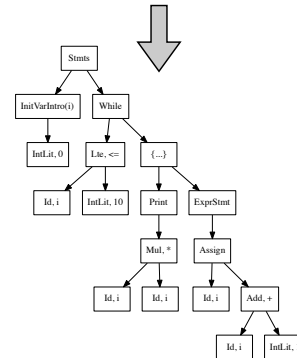 Stmts
InitVarIntro(i) While
IntLit, 0 Lte, <= {...}
Id, i IntLit, 10 Print ExprStmt
Mul, * Assign
Id, i Id, i Id, i Add, +
Id, i IntLit,